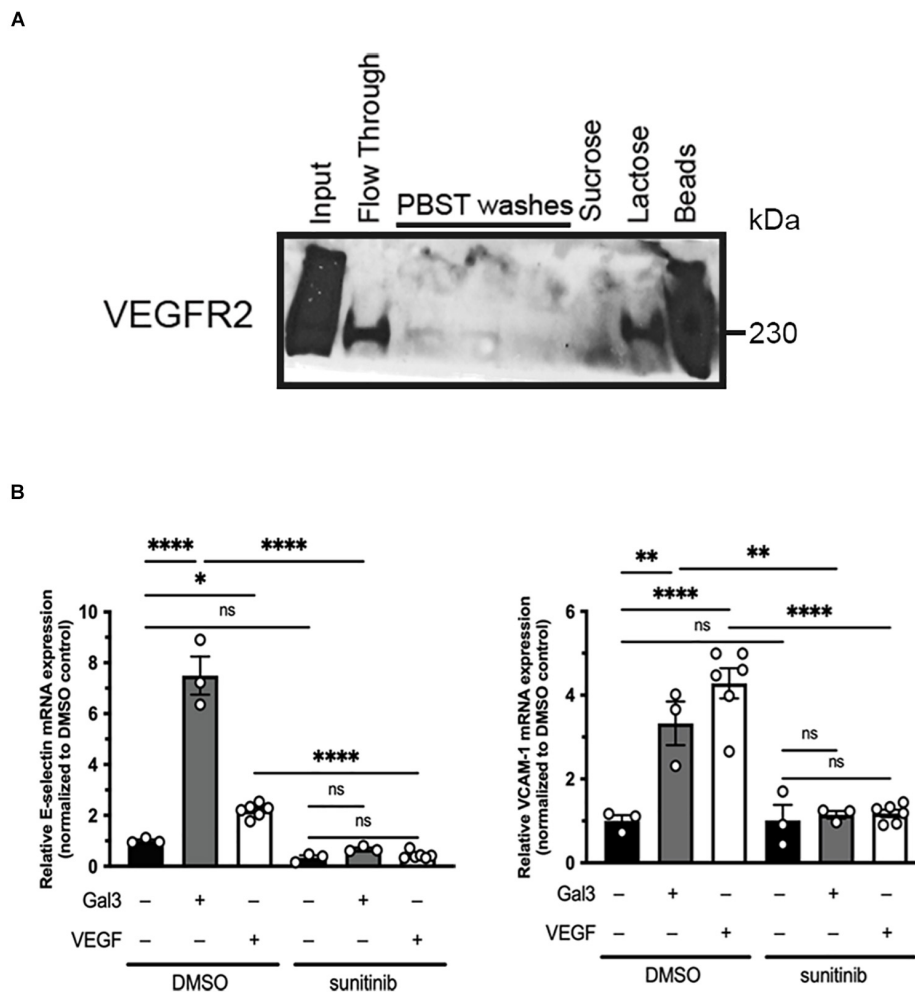 A
Input
Flow Through
PBST washes
Sucrose
Lactose
Beads
kDa
VEGFR2
230
B
**** ****
*
ns
Relative E-selectin mRNA expression
(normalized to DMSO control)
10
8
6
4
2
0
****
ns
ns
Gal3 – + – – + –
VEGF – – + – – +
DMSO sunitinib
** **
**** ****
ns
Relative VCAM-1 mRNA expression
(normalized to DMSO control)
6
4
2
0
ns
ns
Gal3 – + – – + –
VEGF – – + – – +
DMSO sunitinib